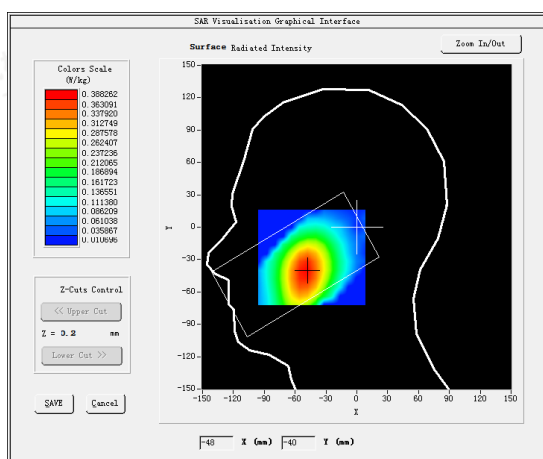 SAR Visualisation Graphical Interface
Surface Radiated Intensity
Zoom In/Out
Colors Scale
(W/kg)
0.388262
0.363091
0.337920
0.312749
0.287578
0.262407
0.237236
0.212065
0.186894
0.161723
0.136551
0.111380
0.086209
0.061038
0.035867
0.010696
Z-Cuts Control
<< Upper Cut
Z = 0.2 mm
Lower Cut >>
SAVE
Cancel
150
120
90
60
30
0
-30
-60
-90
-120
-150
Y
-150 -120 -90 -60 -30 0 30 60 90 120 150
X
-48 X (mm) -40 Y (mm)